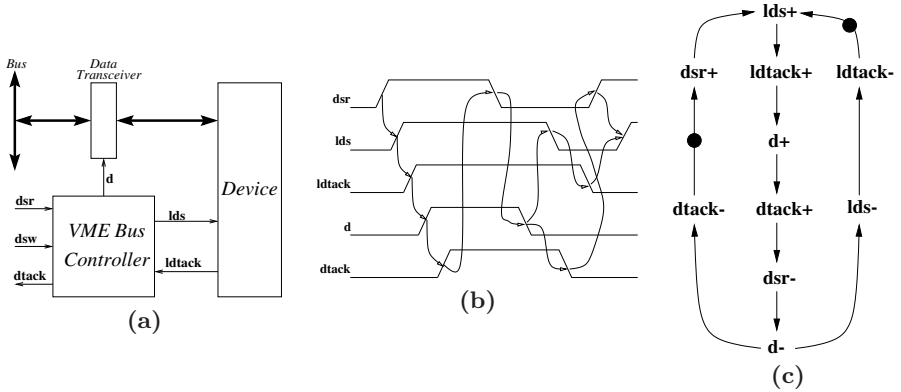 Bus
Data
Transceiver
d
dsr
dsw
dtack
VME Bus
Controller
lds
ldtack
Device
(a)
dsr
lds
ldtack
d
dtack
(b)
lds+
dsr+ ldtack+ ldtack-
d+
dtack- dtack+ lds-
dsr-
d-
(c)